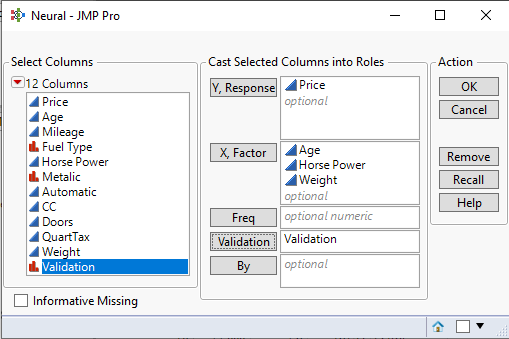 Neural - JMP Pro
Select Columns
12 Columns
Price
Age
Mileage
Fuel Type
Horse Power
Metalic
Automatic
CC
Doors
QuartTax
Weight
Validation
Informative Missing
Cast Selected Columns into Roles
Y, Response
Price
optional
X, Factor
Age
Horse Power
Weight
optional
Freq
optional numeric
Validation
Validation
By
optional
Action
OK
Cancel
Remove
Recall
Help